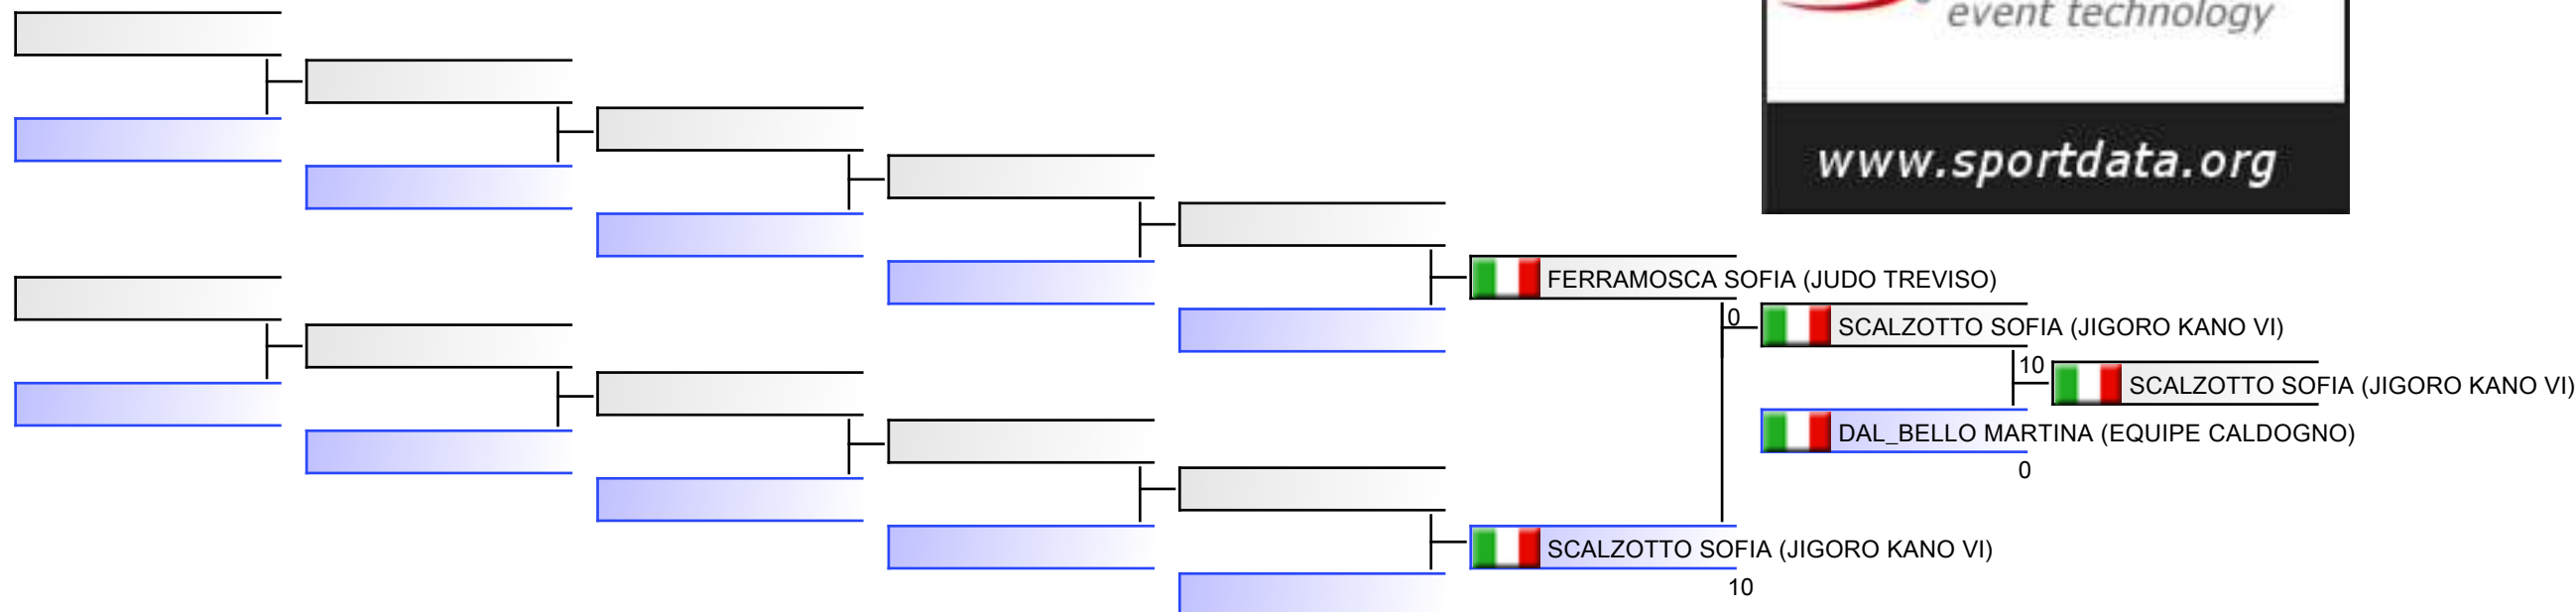 event technology
www.sportdata.org
FERRAMOSCA SOFIA (JUDO TREVISO)
0
SCALZOTTO SOFIA (JIGORO KANO VI)
10
SCALZOTTO SOFIA (JIGORO KANO VI)
DAL_BELLO MARTINA (EQUIPE CALDOGNO)
0
SCALZOTTO SOFIA (JIGORO KANO VI)
10